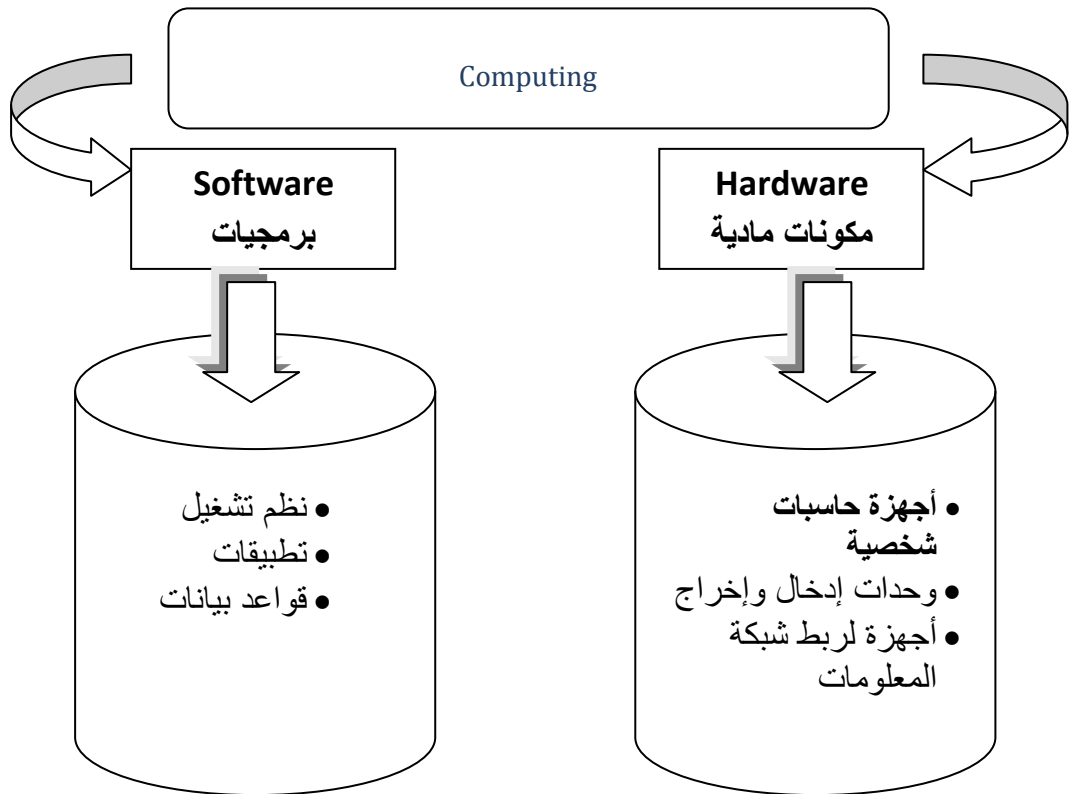 Computing
Software
برمجيات
Hardware
مكونات مادية
• نظم تشغيل
• تطبيقات
• قواعد بيانات
• أجهزة حاسبات
شخصية
• وحدات إدخال وإخراج
• أجهزة لربط شبكة
المعلومات